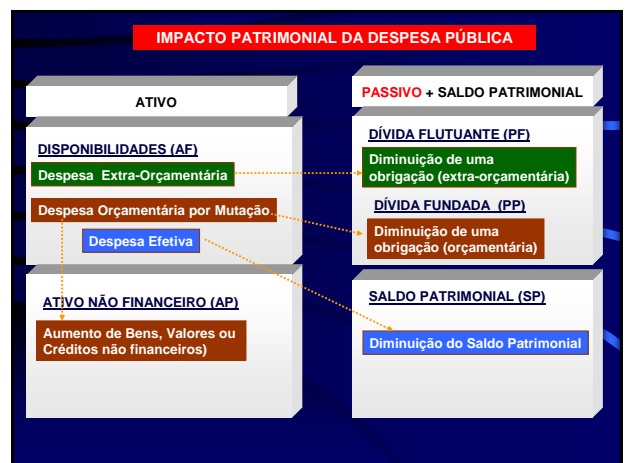 IMPACTO PATRIMONIAL DA DESPESA PÚBLICA
ATIVO
DISPONIBILIDADES (AF)
Despesa Extra-Orçamentária
Despesa Orçamentária por Mutação
Despesa Efetiva
ATIVO NÃO FINANCEIRO (AP)
Aumento de Bens, Valores ou
Créditos não financeiros)
PASSIVO + SALDO PATRIMONIAL
DÍVIDA FLUTUANTE (PF)
Diminuição de uma
obrigação (extra-orçamentária)
DÍVIDA FUNDADA (PP)
Diminuição de uma
obrigação (orçamentária)
SALDO PATRIMONIAL (SP)
Diminuição do Saldo Patrimonial